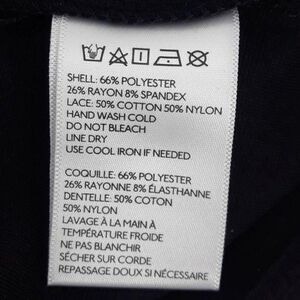 SHELL: 66% POLYESTER
26% RAYON 8% SPANDEX
LACE: 50% COTTON 50% NYLON
HAND WASH COLD
DO NOT BLEACH
LINE DRY
USE COOL IRON IF NEEDED
COQUILLE: 66% POLYESTER
26% RAYONNE 8% ÉLASTHANNE
DENTELLE: 50% COTON
50% NYLON
LAVAGE À LA MAIN À
TEMPÉRATURE FROIDE
NE PAS BLANCHIR
SÉCHER SUR CORDE
REPASSAGE DOUX SI NÉCESSAIRE